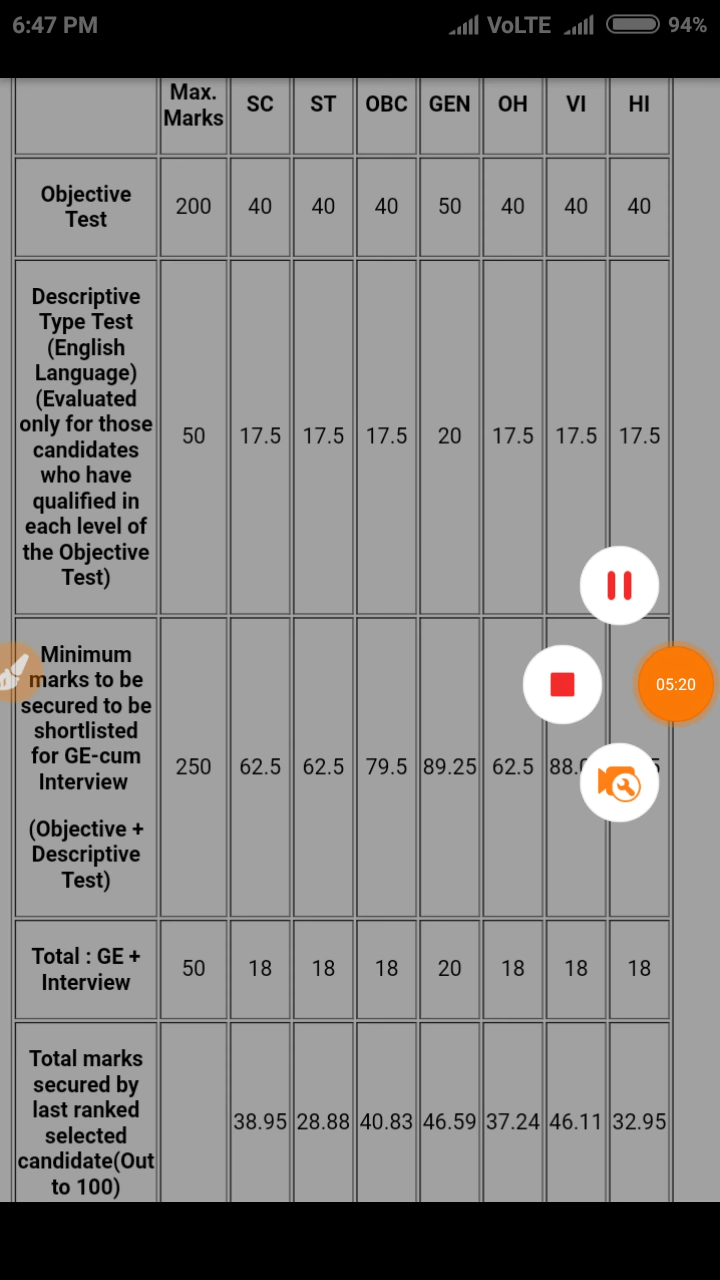 6:47 PM VoLTE 94%
Max. Marks SC ST OBC GEN OH VI HI
Objective Test 200 40 40 40 50 40 40 40
Descriptive
Type Test
(English
Language)
(Evaluated
only for those
candidates
who have
qualified in
each level of
the Objective
Test)
50 17.5 17.5 17.5 20 17.5 17.5 17.5
Minimum
marks to be
secured to be
shortlisted
for GE-cum
Interview
(Objective +
Descriptive
Test)
250 62.5 62.5 79.5 89.25 62.5
05:20
Total : GE +
Interview
50 18 18 18 20 18 18 18
Total marks
secured by
last ranked
selected
candidate(Out
to 100)
38.95 28.88 40.83 46.59 37.24 46.11 32.95